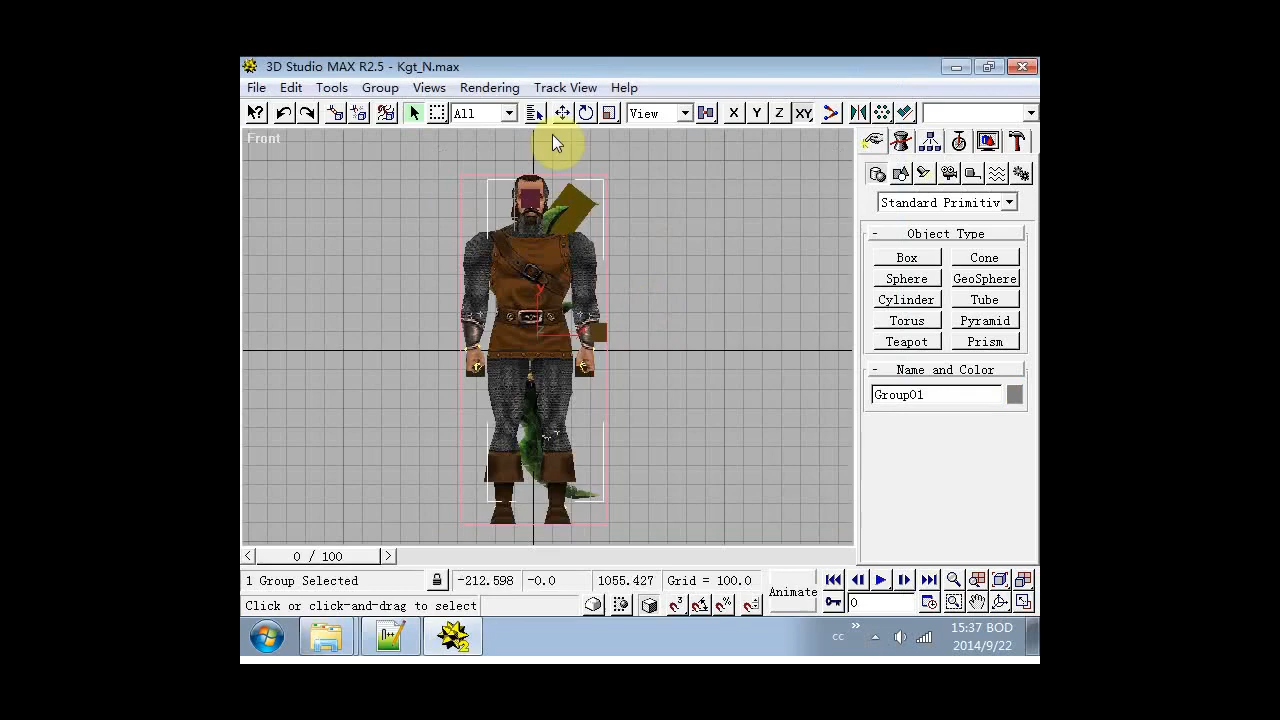 3D Studio MAX R2.5 - Kgt_N.max
File Edit Tools Group Views Rendering Track View Help
All View X Y Z XY
Front
Standard Primitiv
- Object Type
Box Cone
Sphere GeoSphere
Cylinder Tube
Torus Pyramid
Teapot Prism
- Name and Color
Group01
0 / 100
1 Group Selected -212.598 -0.0 1055.427 Grid = 100.0 Animate
Click or click-and-drag to select 0
CC 15:37 BOD
2014/9/22